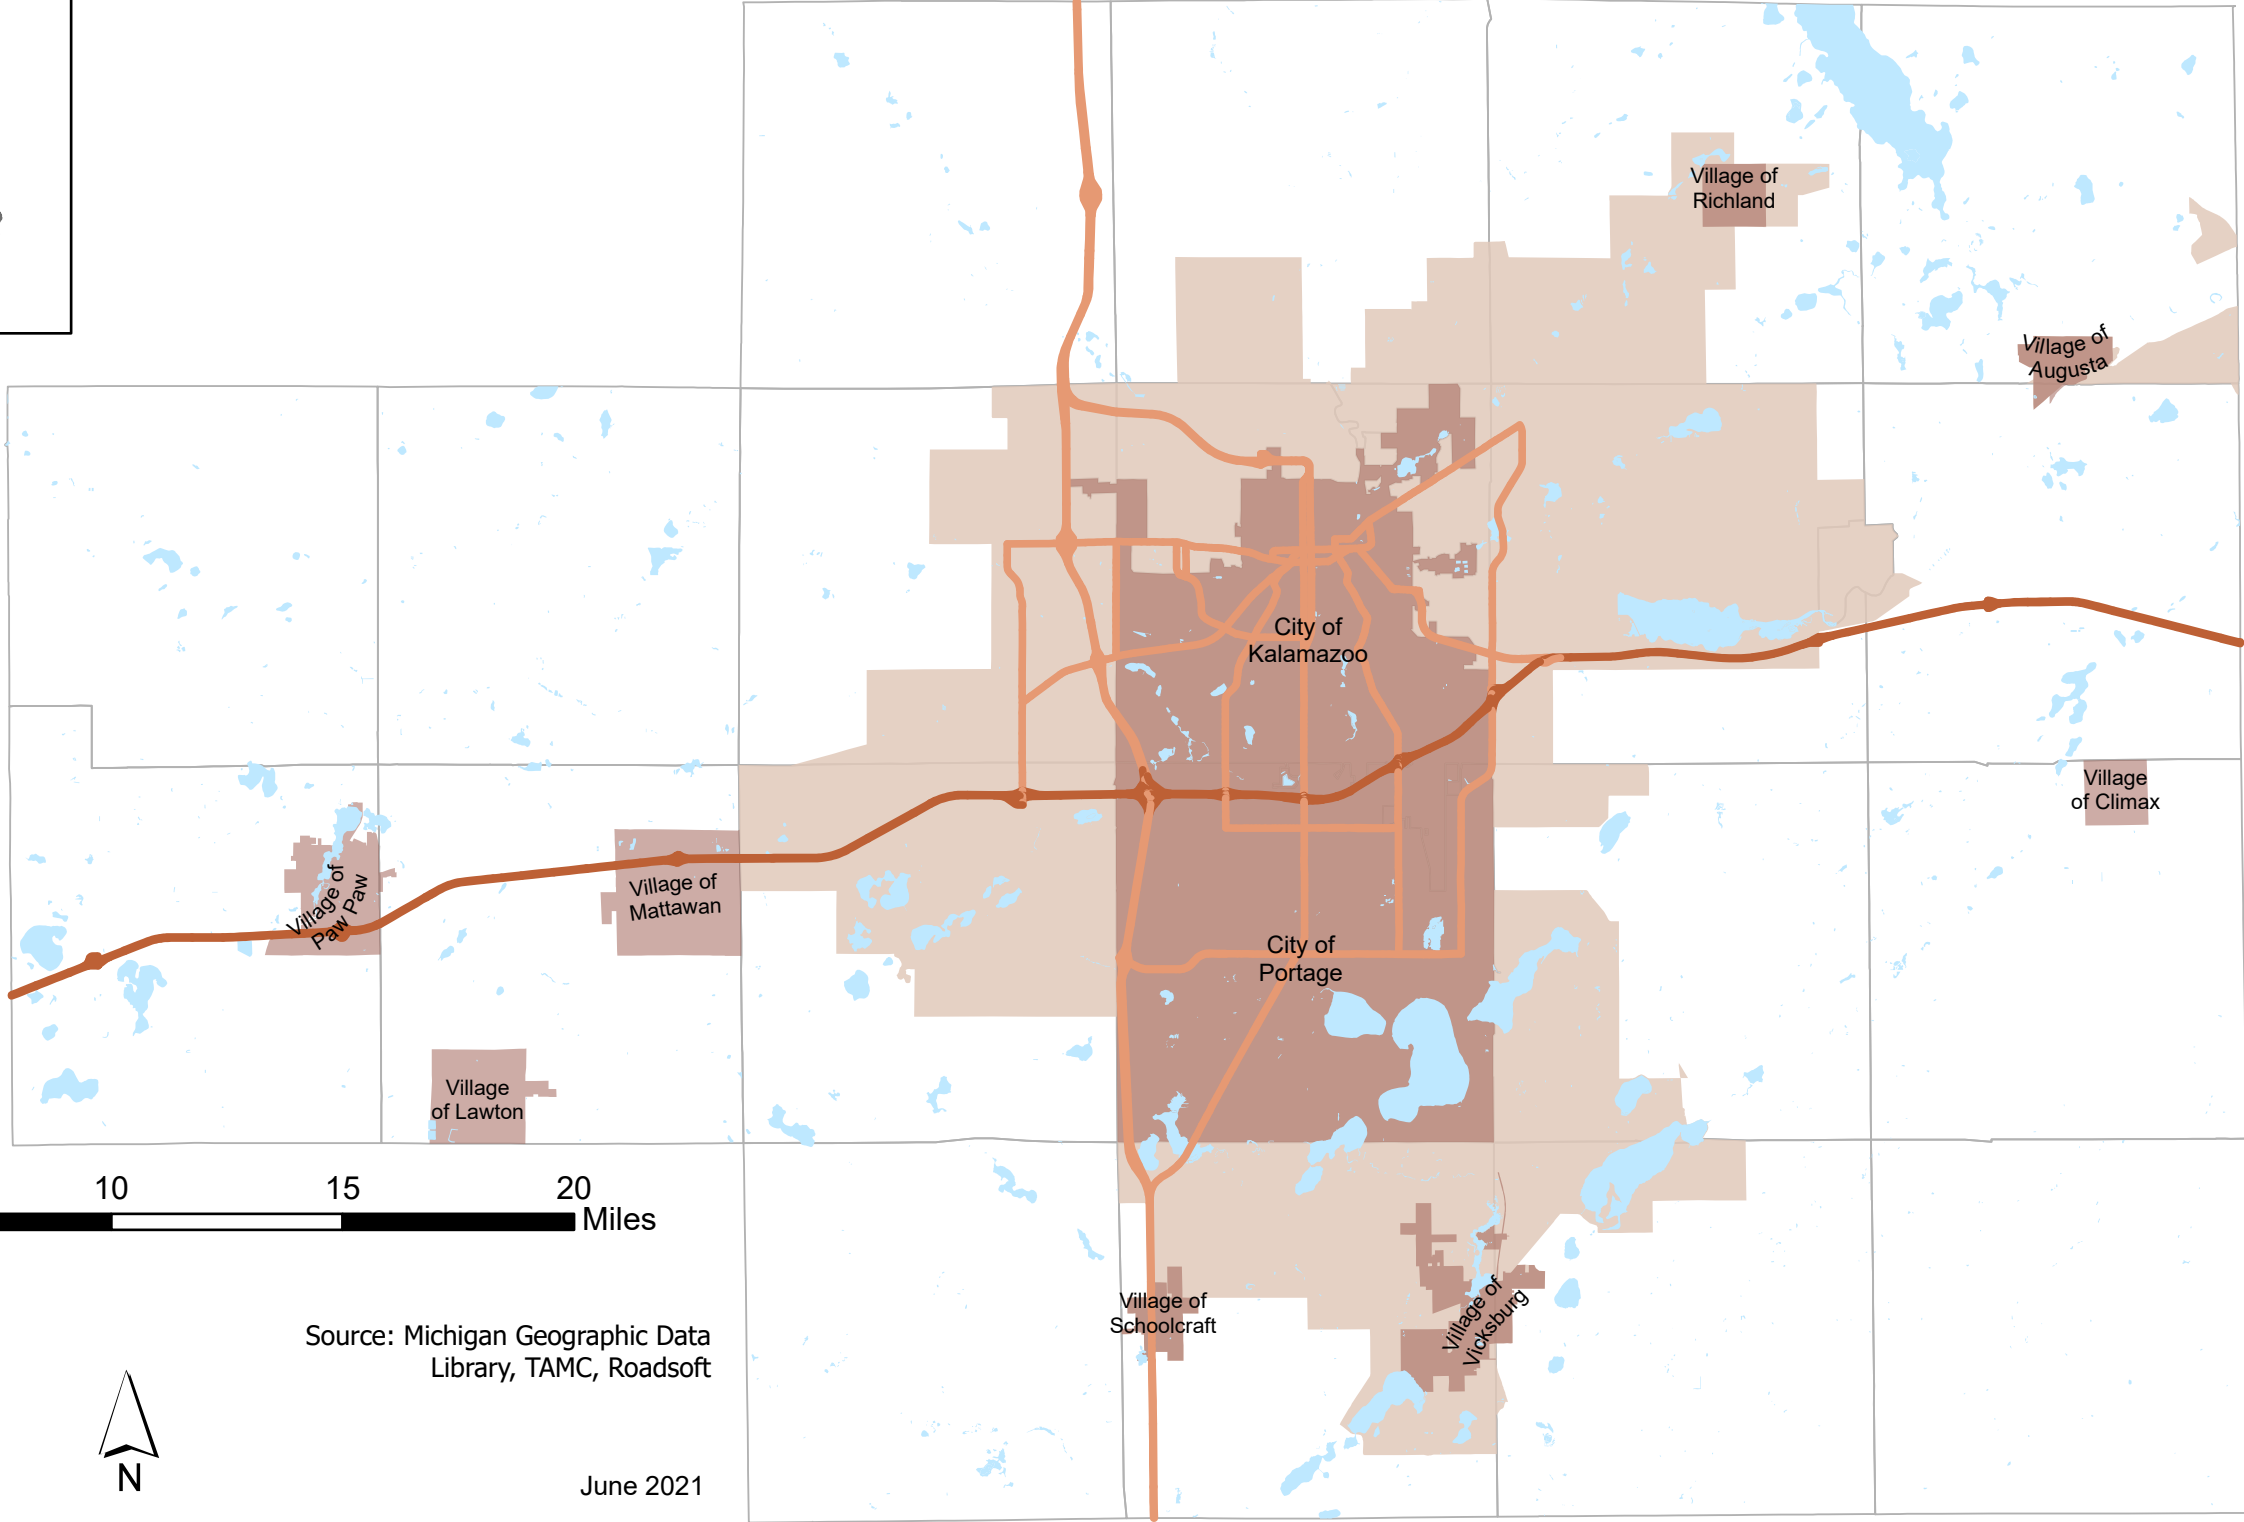 Village of
Richland
Village of
Augusta
City of
Kalamazoo
Village
of Climax
Village of
Paw Paw
Village of
Mattawan
City of
Portage
Village
of Lawton
10 15 20
Miles
Village of
Schoolcraft
Village of
Vicksburg
Source: Michigan Geographic Data
Library, TAMC, Roadsoft
N
June 2021